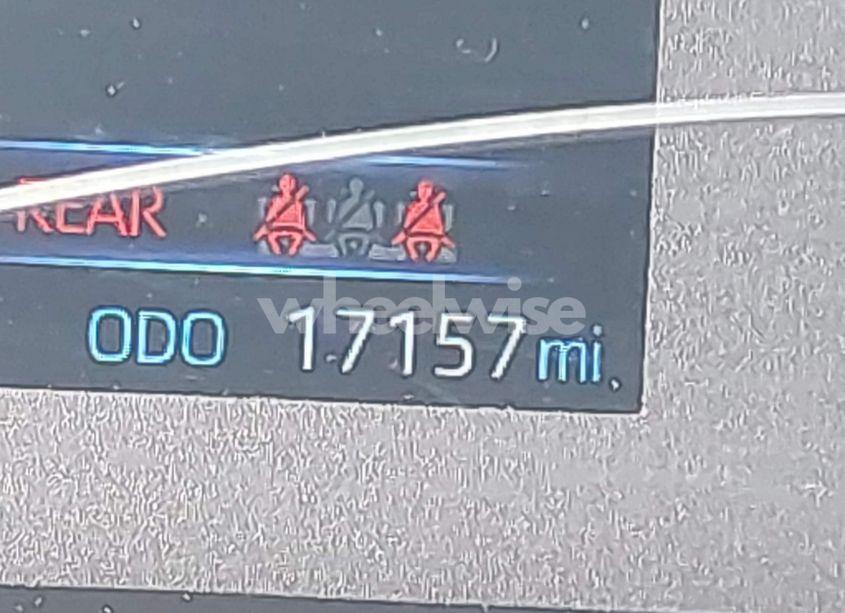 REAR
wheelwise
ODO 17157 mi.